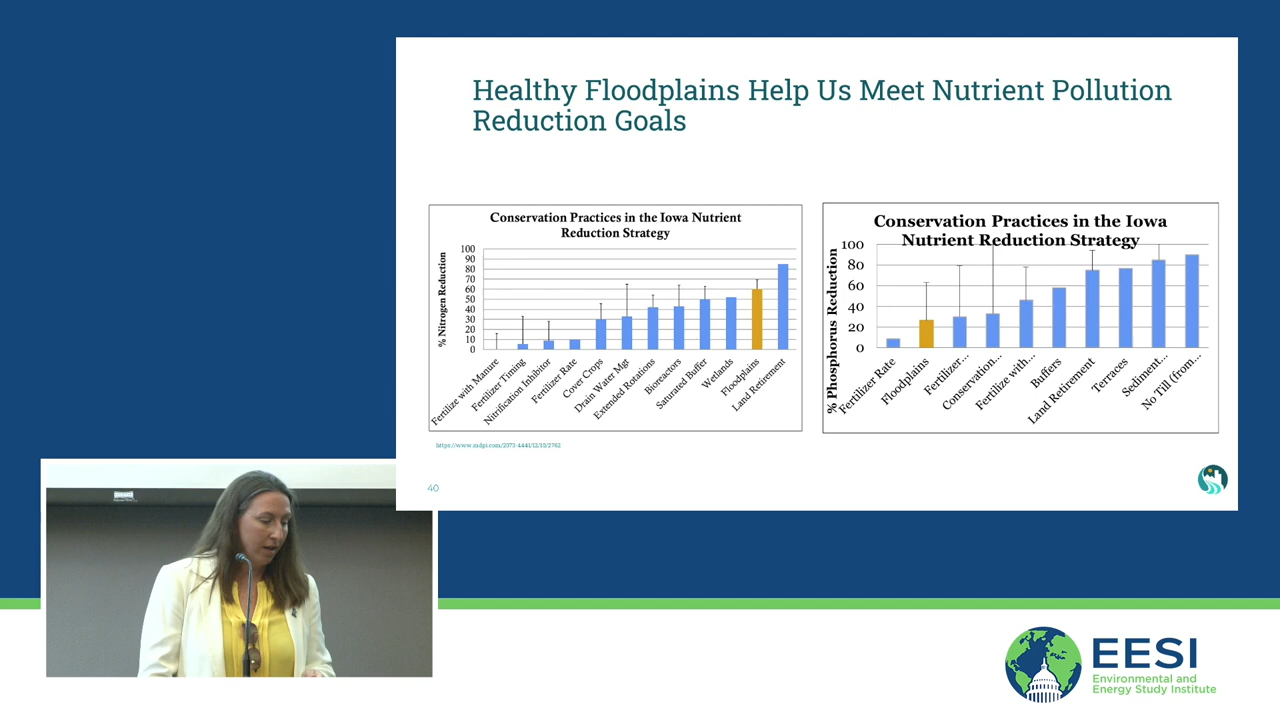 Healthy Floodplains Help Us Meet Nutrient Pollution
Reduction Goals
Conservation Practices in the Iowa Nutrient
Reduction Strategy
% Nitrogen Reduction
100
90
80
70
60
50
40
30
20
10
0
Fertilize with Manure
Fertilizer Timing
Nitrification Inhibitor
Fertilizer Rate
Cover Crops
Drain Water Mgt
Extended Rotations
Bioreactors
Saturated Buffer
Wetlands
Floodplains
Land Retirement
Conservation Practices in the Iowa
Nutrient Reduction Strategy
% Phosphorus Reduction
100
80
60
40
20
0
Fertilizer Rate
Floodplains
Fertilizer...
Conservation...
Fertilize with...
Buffers
Land Retirement
Terraces
Sediment...
No Till (from...
https://www.mdpi.com/2073-4441/12/10/2762
40
EESI
Environmental and
Energy Study Institute